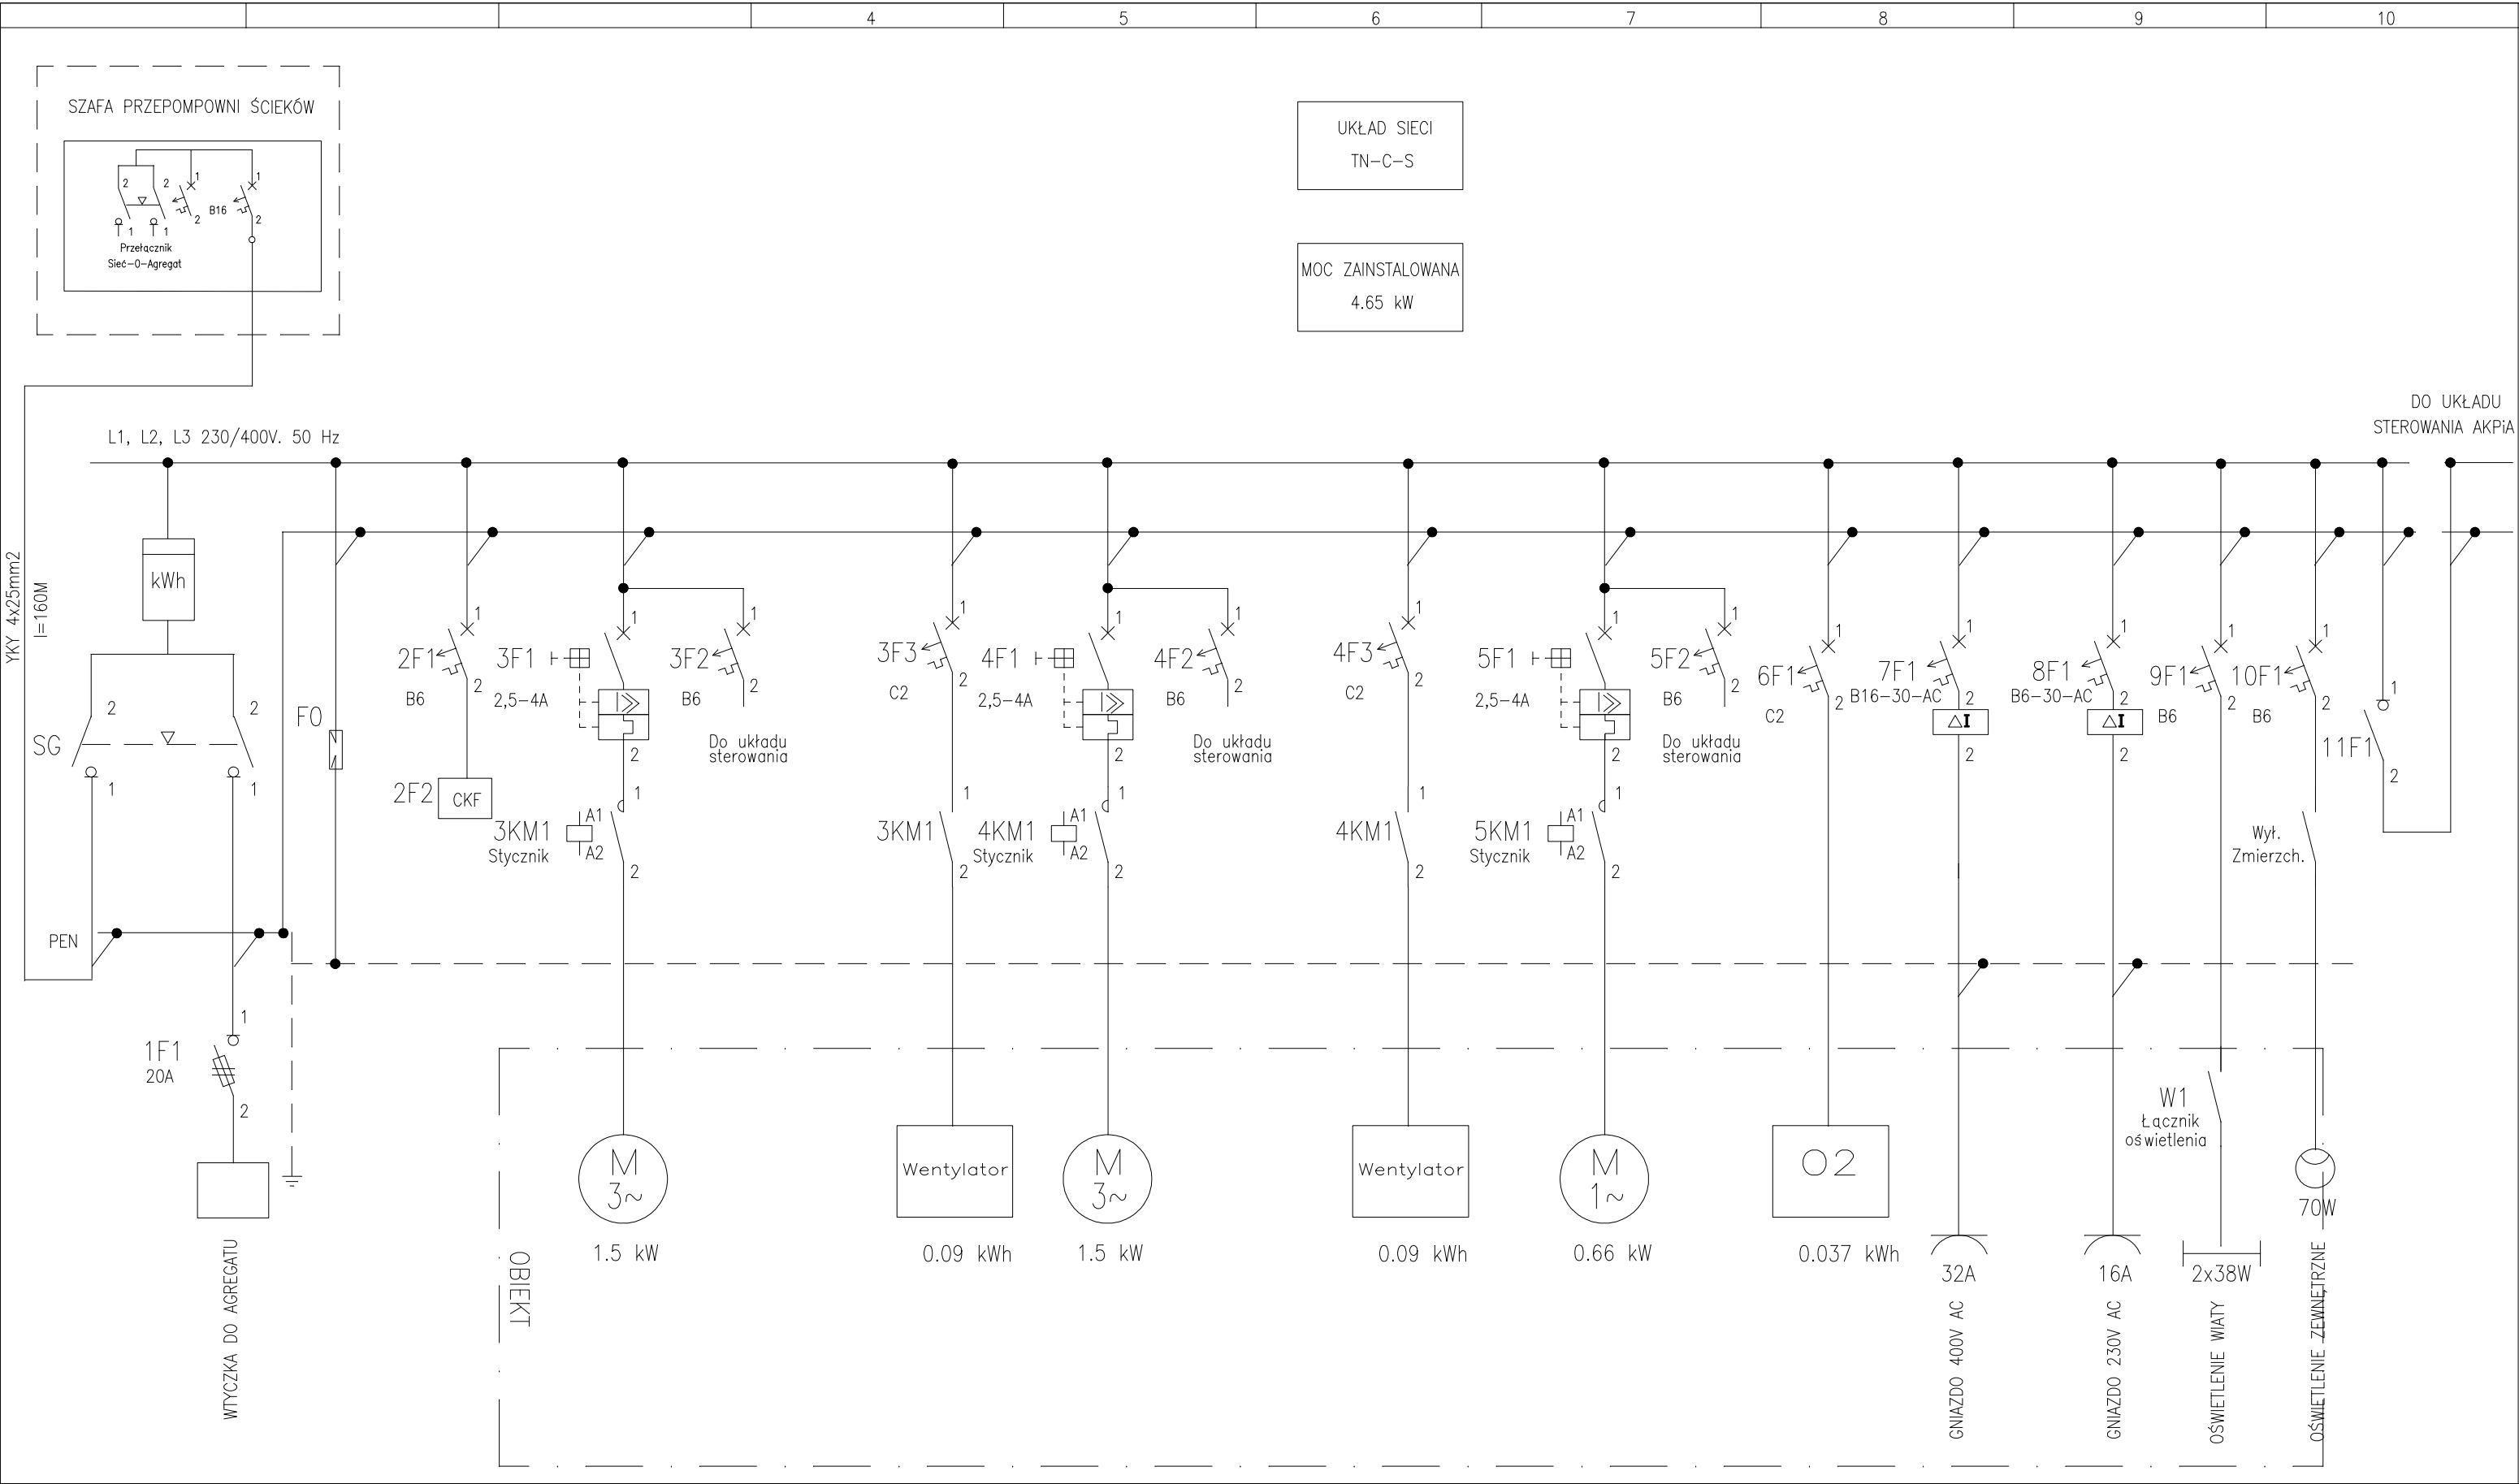 4
5
6
7
8
9
10
SZAFA PRZEPOMPOWNI ŚCIEKÓW
2
2
1
1
B16
2
2
1
1
Przełącznik
Sieć-0-Agregat
UKŁAD SIECI
TN-C-S
MOC ZAINSTALOWANA
4.65 kW
DO UKŁADU
STEROWANIA AKPiA
L1, L2, L3 230/400V. 50 Hz
YKY 4x25mm2
l=160M
kWh
SG
2
2
1
1
F0
2F1
B6
1
2
2F2
CKF
3F1
2,5-4A
1
2
3F2
B6
1
2
Do układu
sterowania
3KM1
Stycznik
A1
A2
1
2
3F3
C2
1
2
3KM1
1
2
4F1
2,5-4A
1
2
4F2
B6
1
2
Do układu
sterowania
4KM1
Stycznik
A1
A2
1
2
4F3
C2
1
2
4KM1
1
2
5F1
2,5-4A
1
2
5F2
B6
1
2
Do układu
sterowania
5KM1
Stycznik
A1
A2
1
2
6F1
C2
1
2
7F1
B16-30-AC
1
2
ΔI
2
8F1
B6-30-AC
1
2
ΔI
2
9F1
B6
1
2
10F1
B6
1
2
Wył.
Zmierzch.
11F1
1
2
PEN
1F1
20A
1
2
WTYCZKA DO AGREGATU
OBIEKT
M
3~
1.5 kW
Wentylator
0.09 kWh
M
3~
1.5 kW
Wentylator
0.09 kWh
M
1~
0.66 kW
O2
0.037 kWh
32A
GNIAZDO 400V AC
16A
GNIAZDO 230V AC
W1
Łącznik
oświetlenia
2x38W
OŚWIETLENIE WIATY
70W
OŚWIETLENIE ZEWNĘTRZNE